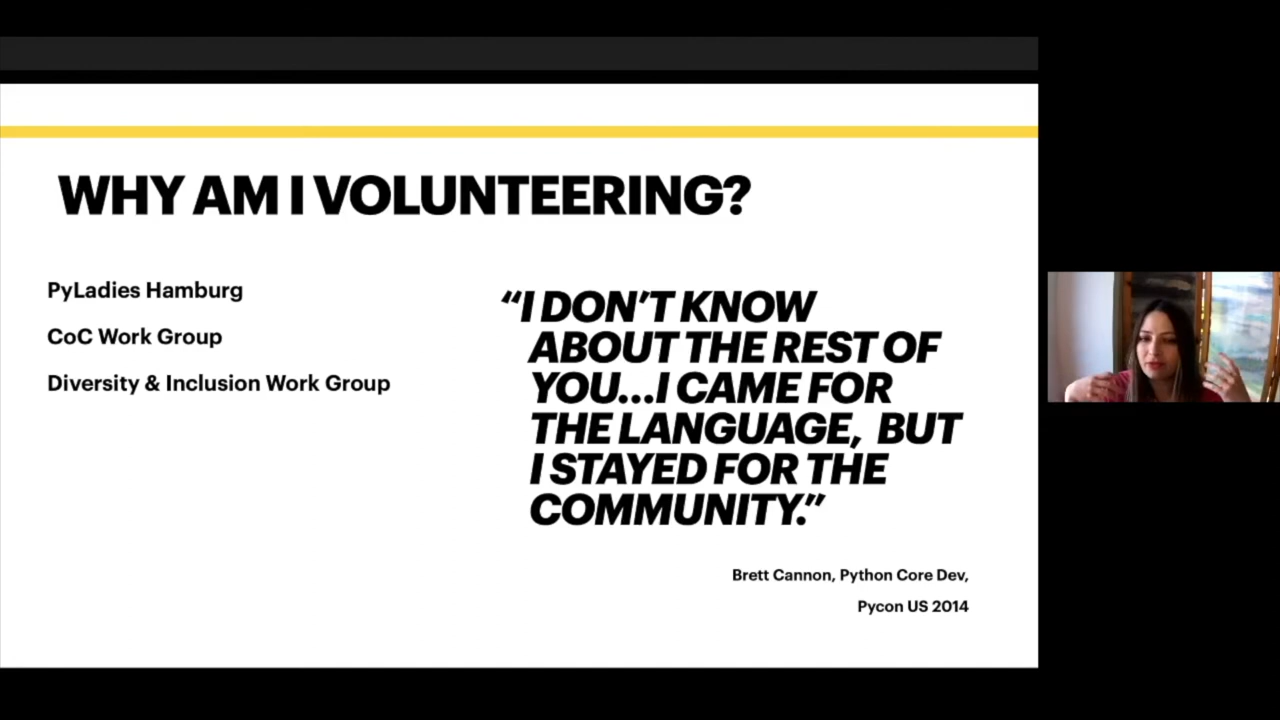 WHY AM I VOLUNTEERING?
PyLadies Hamburg
CoC Work Group
Diversity & Inclusion Work Group
“I DON’T KNOW
ABOUT THE REST OF
YOU...I CAME FOR
THE LANGUAGE, BUT
I STAYED FOR THE
COMMUNITY.”
Brett Cannon, Python Core Dev,
Pycon US 2014